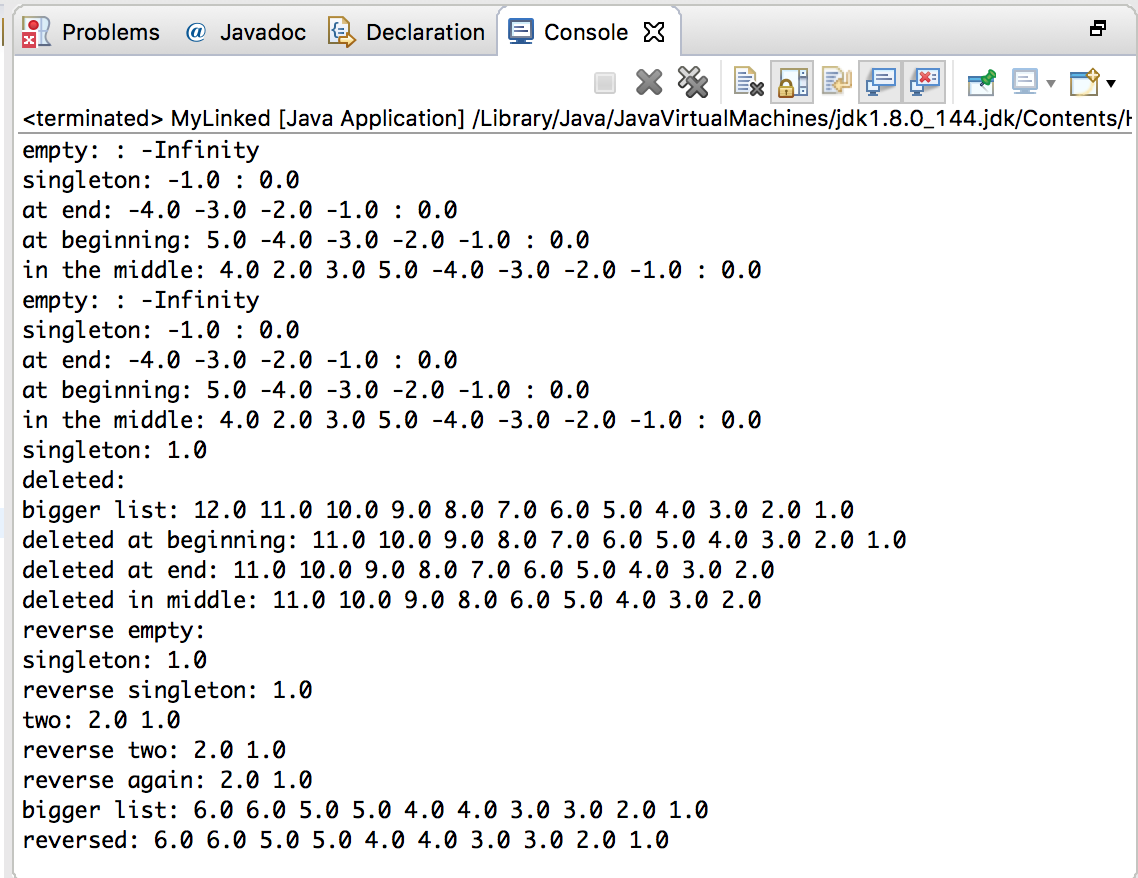 Problems @ Javadoc Declaration Console
<terminated> MyLinked [Java Application] /Library/Java/JavaVirtualMachines/jdk1.8.0_144.jdk/Contents/H
empty: : -Infinity
singleton: -1.0 : 0.0
at end: -4.0 -3.0 -2.0 -1.0 : 0.0
at beginning: 5.0 -4.0 -3.0 -2.0 -1.0 : 0.0
in the middle: 4.0 2.0 3.0 5.0 -4.0 -3.0 -2.0 -1.0 : 0.0
empty: : -Infinity
singleton: -1.0 : 0.0
at end: -4.0 -3.0 -2.0 -1.0 : 0.0
at beginning: 5.0 -4.0 -3.0 -2.0 -1.0 : 0.0
in the middle: 4.0 2.0 3.0 5.0 -4.0 -3.0 -2.0 -1.0 : 0.0
singleton: 1.0
deleted:
bigger list: 12.0 11.0 10.0 9.0 8.0 7.0 6.0 5.0 4.0 3.0 2.0 1.0
deleted at beginning: 11.0 10.0 9.0 8.0 7.0 6.0 5.0 4.0 3.0 2.0 1.0
deleted at end: 11.0 10.0 9.0 8.0 7.0 6.0 5.0 4.0 3.0 2.0
deleted in middle: 11.0 10.0 9.0 8.0 6.0 5.0 4.0 3.0 2.0
reverse empty:
singleton: 1.0
reverse singleton: 1.0
two: 2.0 1.0
reverse two: 2.0 1.0
reverse again: 2.0 1.0
bigger list: 6.0 6.0 5.0 5.0 4.0 4.0 3.0 3.0 2.0 1.0
reversed: 6.0 6.0 5.0 5.0 4.0 4.0 3.0 3.0 2.0 1.0